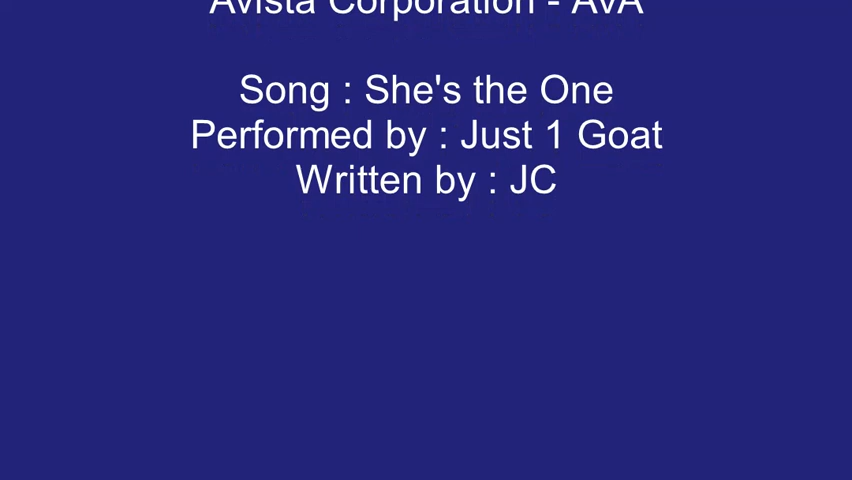 Avista Corporation - AVA
Song : She's the One
Performed by : Just 1 Goat
Written by : JC